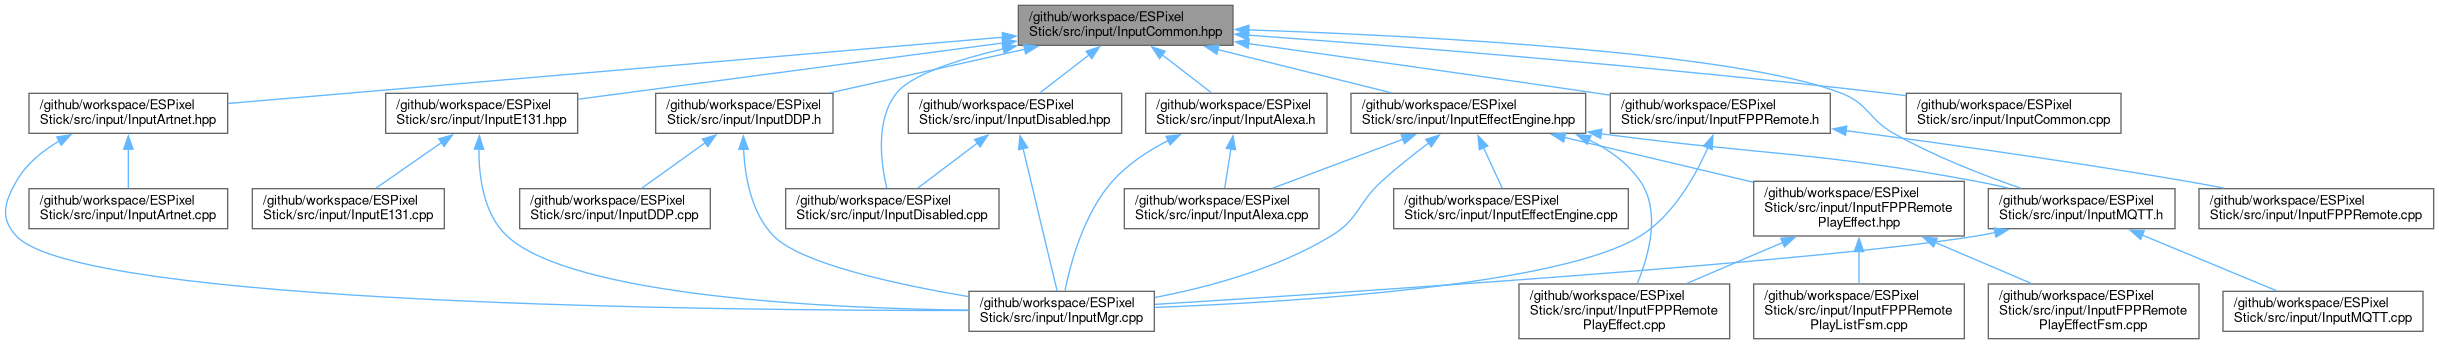 /github/workspace/ESPixel
Stick/src/input/InputCommon.hpp
/github/workspace/ESPixel
Stick/src/input/InputArtnet.hpp
/github/workspace/ESPixel
Stick/src/input/InputE131.hpp
/github/workspace/ESPixel
Stick/src/input/InputDDP.h
/github/workspace/ESPixel
Stick/src/input/InputDisabled.hpp
/github/workspace/ESPixel
Stick/src/input/InputAlexa.h
/github/workspace/ESPixel
Stick/src/input/InputEffectEngine.hpp
/github/workspace/ESPixel
Stick/src/input/InputFPPRemote.h
/github/workspace/ESPixel
Stick/src/input/InputCommon.cpp
/github/workspace/ESPixel
Stick/src/input/InputArtnet.cpp
/github/workspace/ESPixel
Stick/src/input/InputE131.cpp
/github/workspace/ESPixel
Stick/src/input/InputDDP.cpp
/github/workspace/ESPixel
Stick/src/input/InputDisabled.cpp
/github/workspace/ESPixel
Stick/src/input/InputAlexa.cpp
/github/workspace/ESPixel
Stick/src/input/InputEffectEngine.cpp
/github/workspace/ESPixel
Stick/src/input/InputFPPRemote
PlayEffect.hpp
/github/workspace/ESPixel
Stick/src/input/InputMQTT.h
/github/workspace/ESPixel
Stick/src/input/InputFPPRemote.cpp
/github/workspace/ESPixel
Stick/src/input/InputMgr.cpp
/github/workspace/ESPixel
Stick/src/input/InputFPPRemote
PlayEffect.cpp
/github/workspace/ESPixel
Stick/src/input/InputFPPRemote
PlayListFsm.cpp
/github/workspace/ESPixel
Stick/src/input/InputFPPRemote
PlayEffectFsm.cpp
/github/workspace/ESPixel
Stick/src/input/InputMQTT.cpp